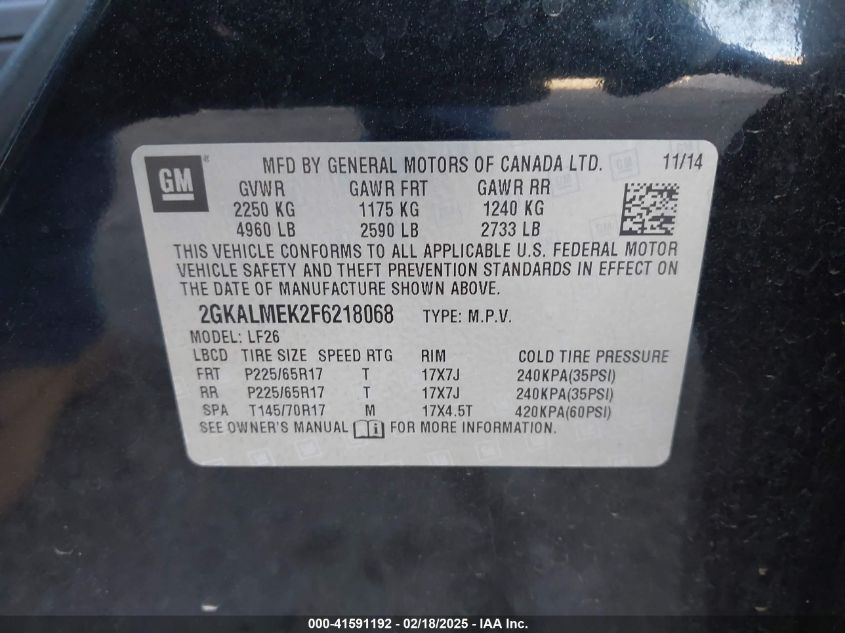 GM ® MFD BY GENERAL MOTORS OF CANADA LTD. 11/14
GVWR GAWR FRT GAWR RR
2250 KG 1175 KG 1240 KG
4960 LB 2590 LB 2733 LB
THIS VEHICLE CONFORMS TO ALL APPLICABLE U.S. FEDERAL MOTOR
VEHICLE SAFETY AND THEFT PREVENTION STANDARDS IN EFFECT ON
THE DATE OF MANUFACTURE SHOWN ABOVE.
2GKALMEK2F6218068 TYPE: M.P.V.
MODEL: LF26
LBCD TIRE SIZE SPEED RTG RIM COLD TIRE PRESSURE
FRT P225/65R17 T 17X7J 240KPA(35PSI)
RR P225/65R17 T 17X7J 240KPA(35PSI)
SPA T145/70R17 M 17X4.5T 420KPA(60PSI)
SEE OWNER'S MANUAL FOR MORE INFORMATION.
000-41591192 - 02/18/2025 - IAA Inc.